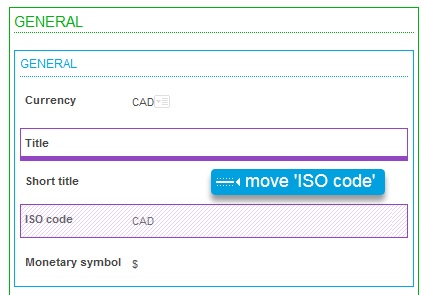 GENERAL
GENERAL
Currency CAD
Title
Short title
move 'ISO code'
ISO code CAD
Monetary symbol $